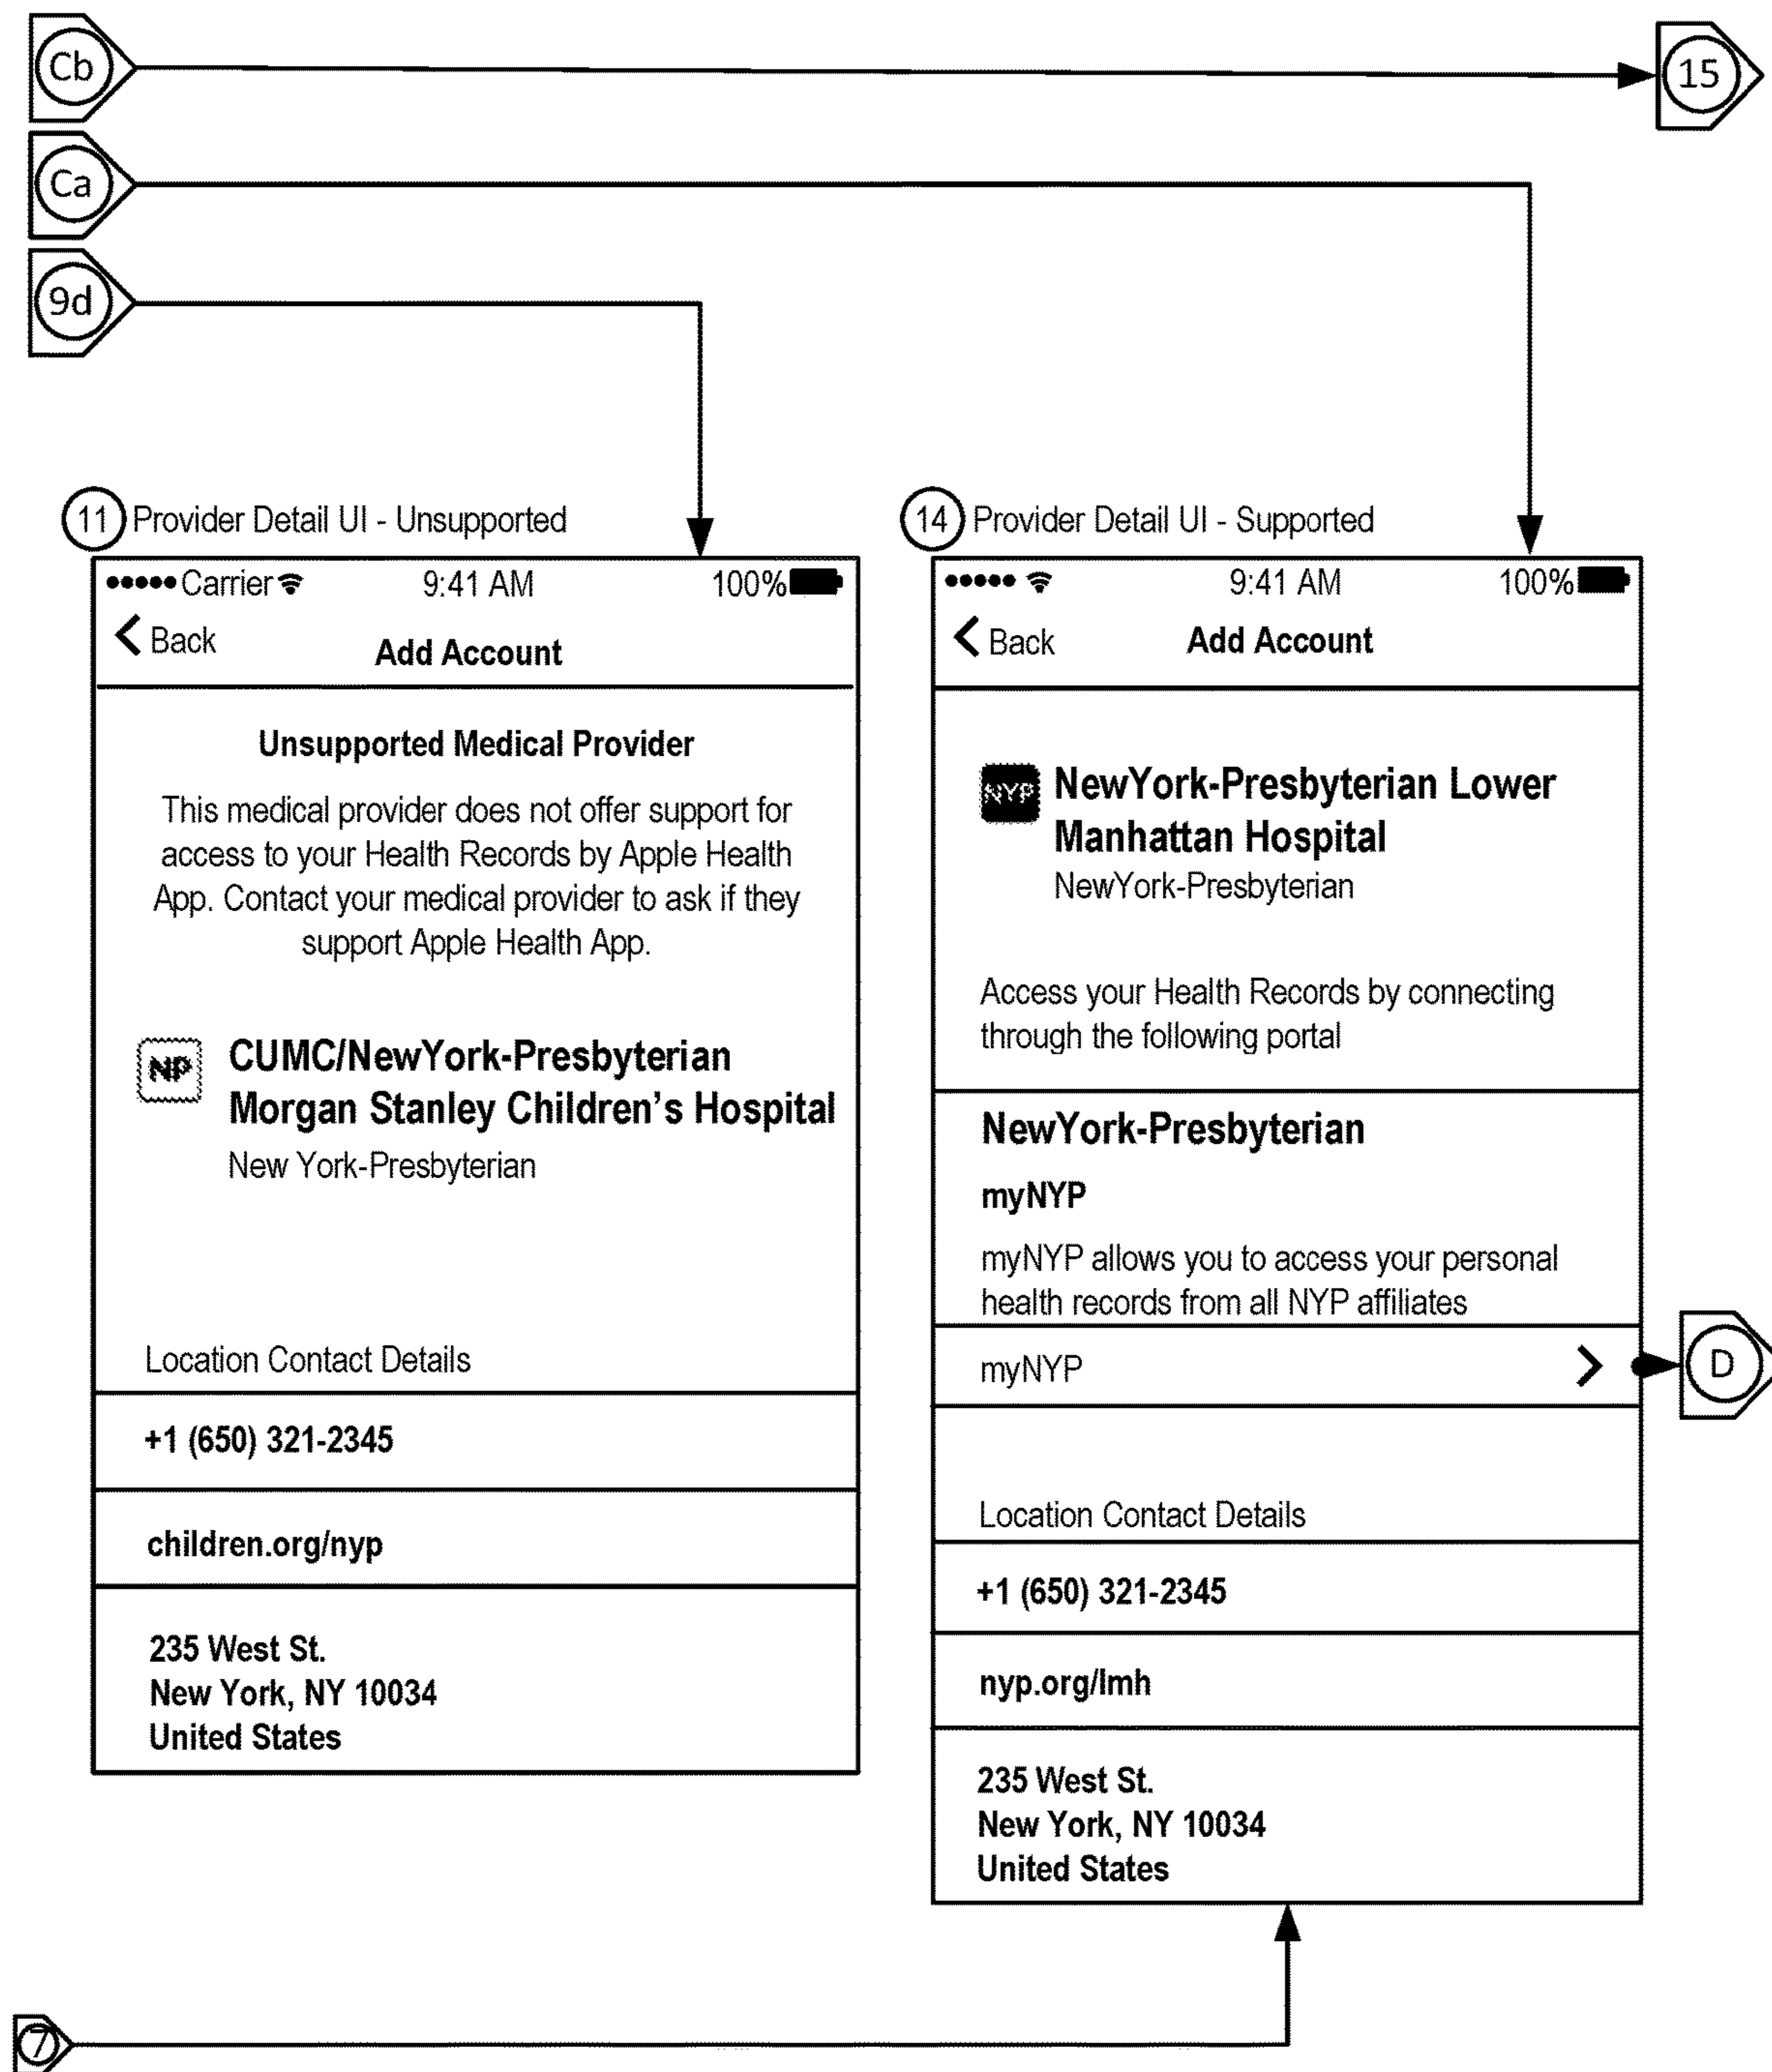 Cb
15
Ca
9d
11 Provider Detail UI - Unsupported
Carrier 9:41 AM 100%
Back
Add Account
Unsupported Medical Provider
This medical provider does not offer support for
access to your Health Records by Apple Health
App. Contact your medical provider to ask if they
support Apple Health App.
NP
CUMC/NewYork-Presbyterian
Morgan Stanley Children's Hospital
New York-Presbyterian
Location Contact Details
+1 (650) 321-2345
children.org/nyp
235 West St.
New York, NY 10034
United States
14 Provider Detail UI - Supported
9:41 AM 100%
Back Add Account
NYP
NewYork-Presbyterian Lower
Manhattan Hospital
NewYork-Presbyterian
Access your Health Records by connecting
through the following portal
NewYork-Presbyterian
myNYP
myNYP allows you to access your personal
health records from all NYP affiliates
myNYP
D
Location Contact Details
+1 (650) 321-2345
nyp.org/lmh
235 West St.
New York, NY 10034
United States
7